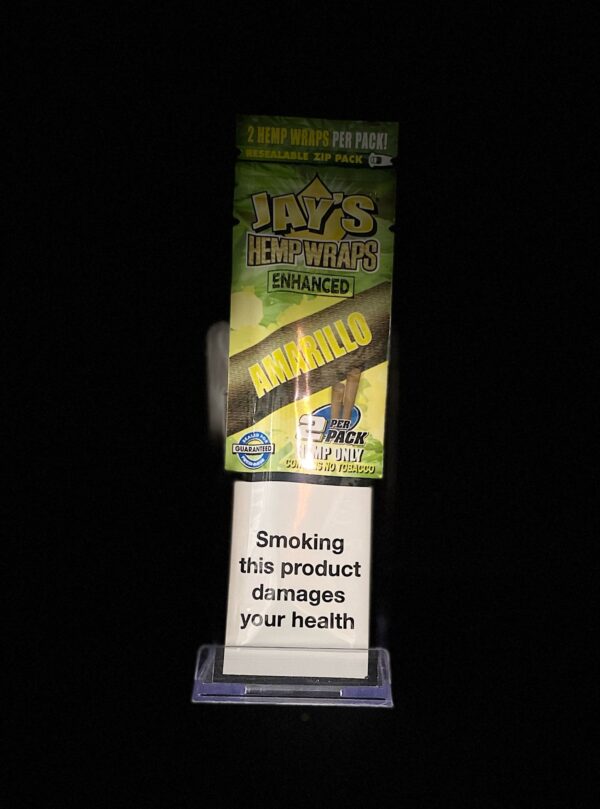 2 HEMP WRAPS PER PACK!
RESEALABLE ZIP PACK
JAY'S
HEMP WRAPS
ENHANCED
AMARILLO
2 PER
PACK
HEMP ONLY
CONTAINS NO TOBACCO
GUARANTEED
Smoking
this product
damages
your health